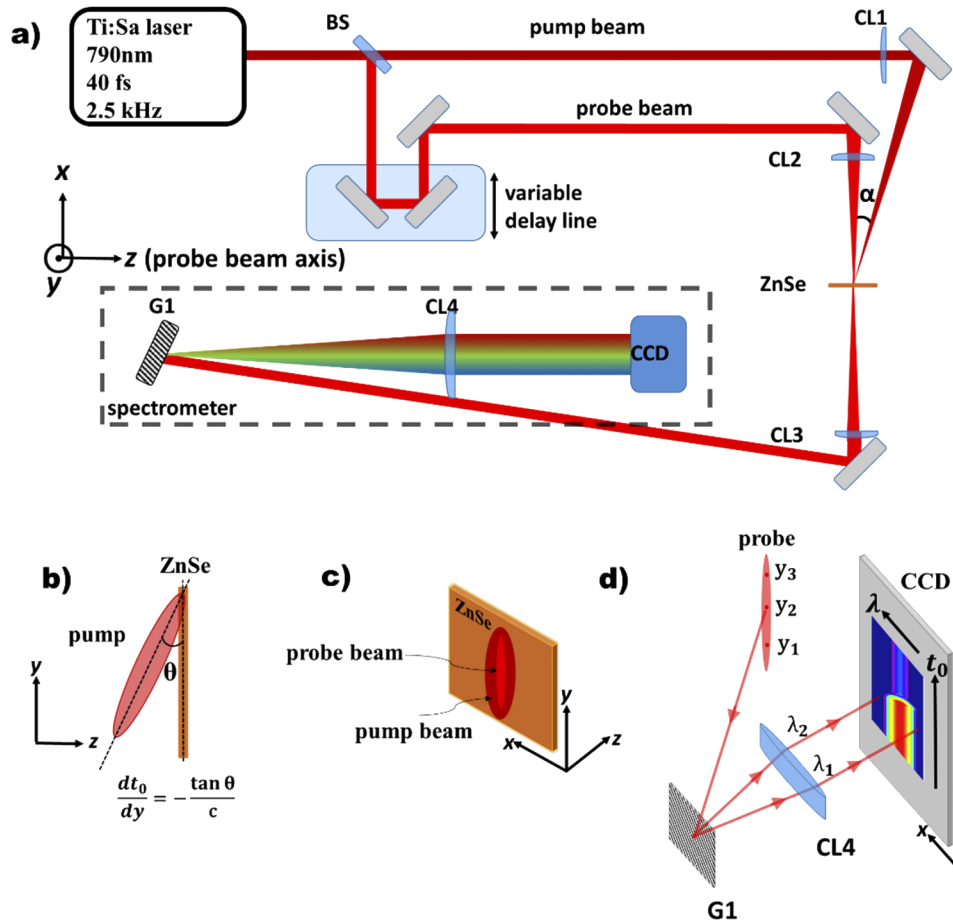 a)
Ti:Sa laser
790nm
40 fs
2.5 kHz
BS
pump beam
CL1
probe beam
CL2
α
variable
delay line
x
z (probe beam axis)
y
ZnSe
G1
CL4
CCD
spectrometer
CL3
b)
ZnSe
pump
θ
y
z
dt₀/dy = − tan θ/c
c)
ZnSe
probe beam
pump beam
y
x
z
d)
probe
y₃
y₂
y₁
CCD
λ
t₀
λ₂
λ₁
CL4
x
G1